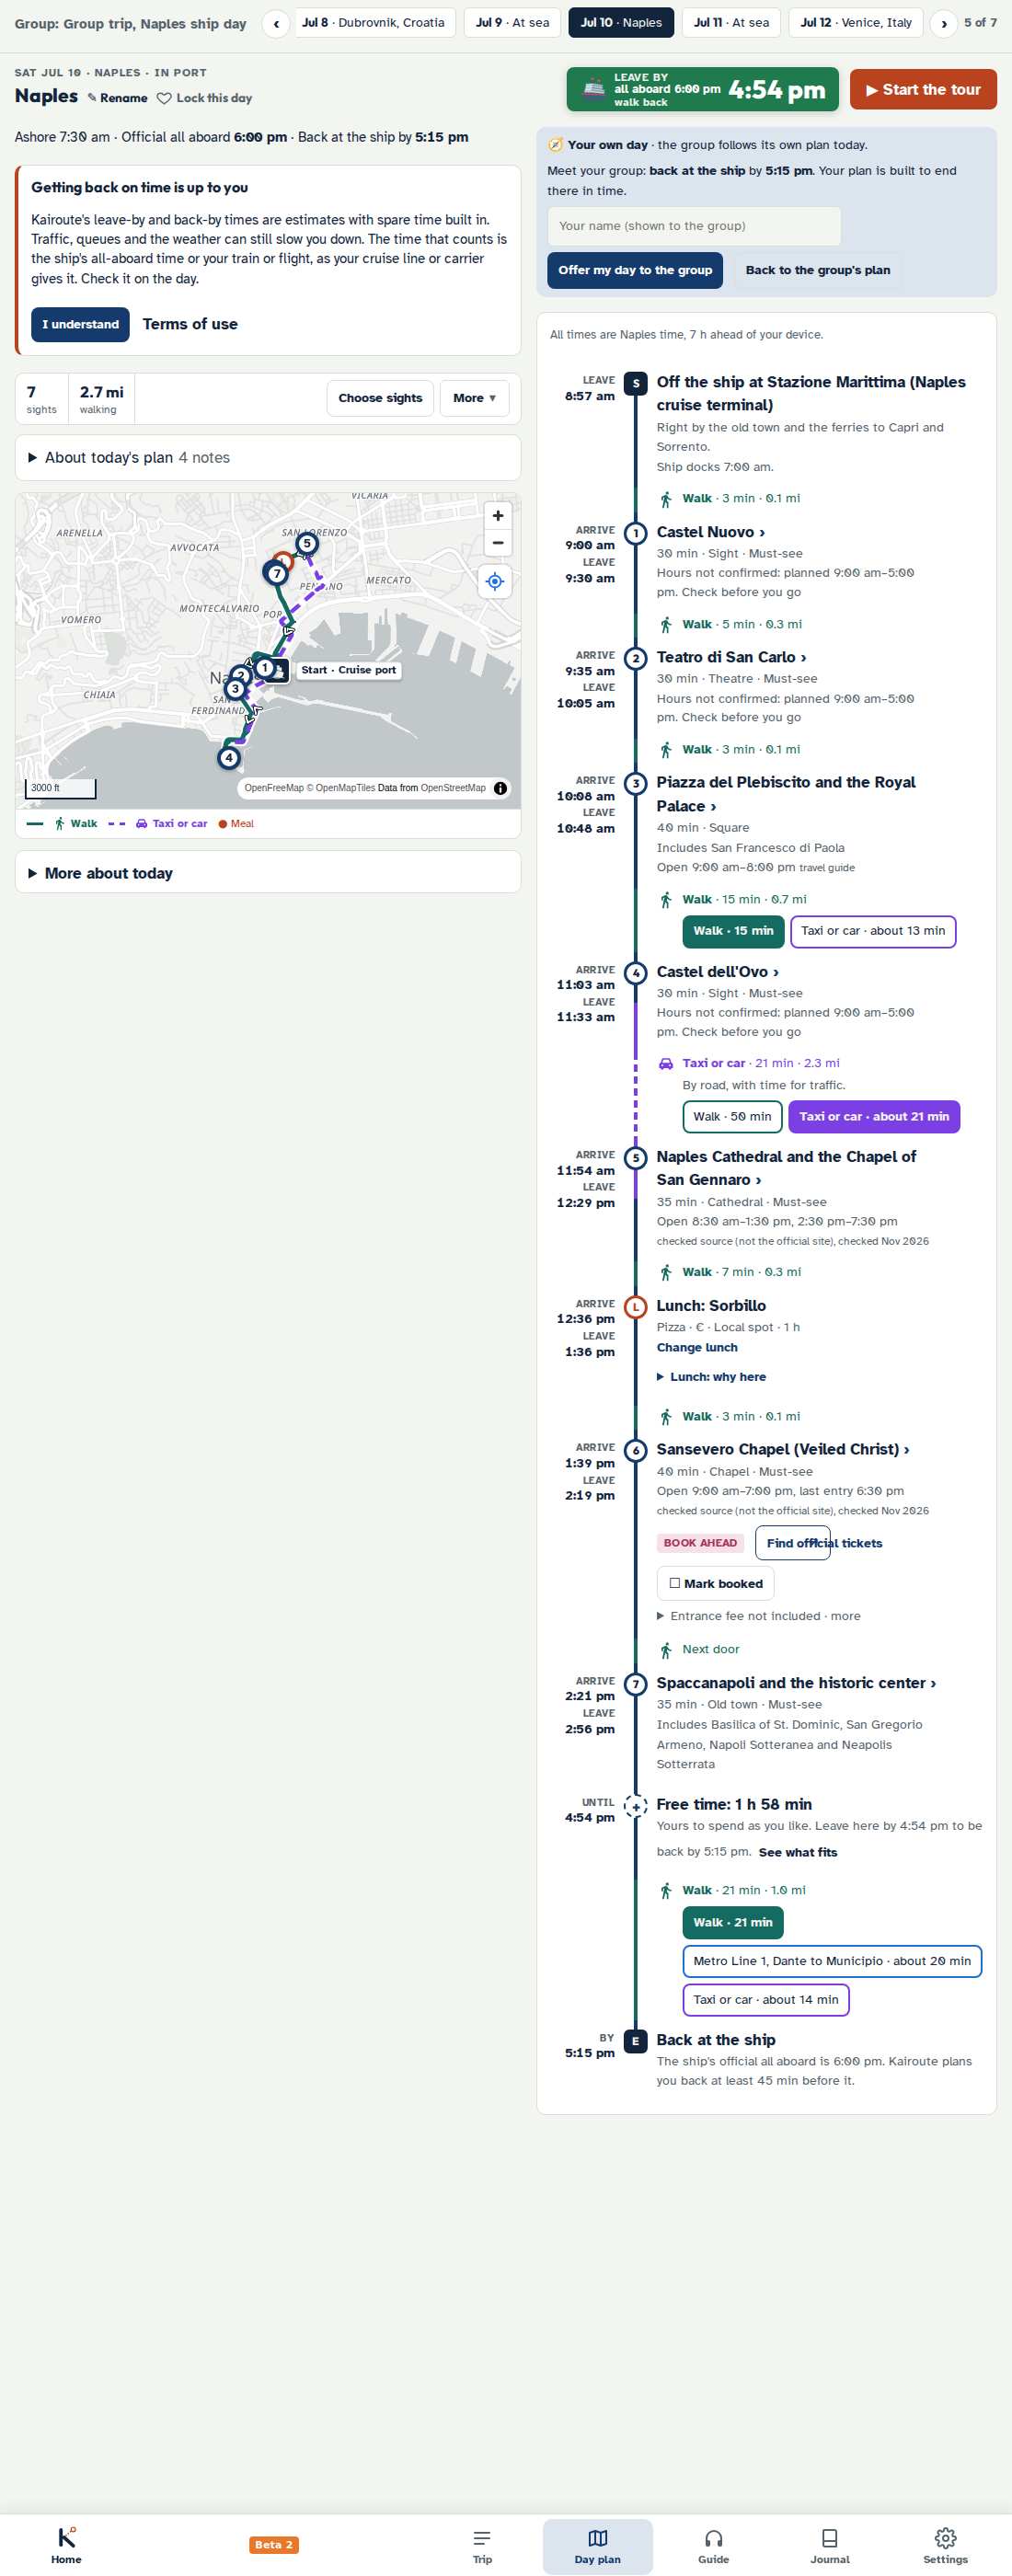 Group: Group trip, Naples ship day
‹
Jul 8 · Dubrovnik, Croatia
Jul 9 · At sea
Jul 10 · Naples
Jul 11 · At sea
Jul 12 · Venice, Italy
›
5 of 7
SAT JUL 10 · NAPLES · IN PORT
Naples ✎ Rename Lock this day
LEAVE BY
all aboard 6:00 pm
walk back
4:54 pm
▶ Start the tour
Ashore 7:30 am · Official all aboard 6:00 pm · Back at the ship by 5:15 pm
Getting back on time is up to you
Kairoute's leave-by and back-by times are estimates with spare time built in.
Traffic, queues and the weather can still slow you down. The time that counts is
the ship's all-aboard time or your train or flight, as your cruise line or carrier
gives it. Check it on the day.
I understand
Terms of use
7
sights
2.7 mi
walking
Choose sights
More ▾
▶ About today's plan 4 notes
VICARIA
ARENELLA
SAN LORENZO
AVVOCATA
MERCATO
MONTECALVARIO
VOMERO
CHIAIA
5
7
1
2
3
4
Start · Cruise port
+
−
3000 ft
OpenFreeMap © OpenMapTiles Data from OpenStreetMap
Walk
Taxi or car
Meal
▶ More about today
Your own day · the group follows its own plan today.
Meet your group: back at the ship by 5:15 pm. Your plan is built to end
there in time.
Your name (shown to the group)
Offer my day to the group
Back to the group's plan
All times are Naples time, 7 h ahead of your device.
LEAVE
8:57 am
S
Off the ship at Stazione Marittima (Naples
cruise terminal)
Right by the old town and the ferries to Capri and
Sorrento.
Ship docks 7:00 am.
Walk · 3 min · 0.1 mi
ARRIVE
9:00 am
LEAVE
9:30 am
1
Castel Nuovo ›
30 min · Sight · Must-see
Hours not confirmed: planned 9:00 am–5:00
pm. Check before you go
Walk · 5 min · 0.3 mi
ARRIVE
9:35 am
LEAVE
10:05 am
2
Teatro di San Carlo ›
30 min · Theatre · Must-see
Hours not confirmed: planned 9:00 am–5:00
pm. Check before you go
Walk · 3 min · 0.1 mi
ARRIVE
10:08 am
LEAVE
10:48 am
3
Piazza del Plebiscito and the Royal
Palace ›
40 min · Square
Includes San Francesco di Paola
Open 9:00 am–8:00 pm travel guide
Walk · 15 min · 0.7 mi
Walk · 15 min
Taxi or car · about 13 min
ARRIVE
11:03 am
LEAVE
11:33 am
4
Castel dell'Ovo ›
30 min · Sight · Must-see
Hours not confirmed: planned 9:00 am–5:00
pm. Check before you go
Taxi or car · 21 min · 2.3 mi
By road, with time for traffic.
Walk · 50 min
Taxi or car · about 21 min
ARRIVE
11:54 am
LEAVE
12:29 pm
5
Naples Cathedral and the Chapel of
San Gennaro ›
35 min · Cathedral · Must-see
Open 8:30 am–1:30 pm, 2:30 pm–7:30 pm
checked source (not the official site), checked Nov 2026
Walk · 7 min · 0.3 mi
ARRIVE
12:36 pm
LEAVE
1:36 pm
L
Lunch: Sorbillo
Pizza · € · Local spot · 1 h
Change lunch
▶ Lunch: why here
Walk · 3 min · 0.1 mi
ARRIVE
1:39 pm
LEAVE
2:19 pm
6
Sansevero Chapel (Veiled Christ) ›
40 min · Chapel · Must-see
Open 9:00 am–7:00 pm, last entry 6:30 pm
checked source (not the official site), checked Nov 2026
BOOK AHEAD
Find official tickets
☐ Mark booked
▶ Entrance fee not included · more
Next door
ARRIVE
2:21 pm
LEAVE
2:56 pm
7
Spaccanapoli and the historic center ›
35 min · Old town · Must-see
Includes Basilica of St. Dominic, San Gregorio
Armeno, Napoli Sotteranea and Neapolis
Sotterrata
UNTIL
4:54 pm
+
Free time: 1 h 58 min
Yours to spend as you like. Leave here by 4:54 pm to be
back by 5:15 pm. See what fits
Walk · 21 min · 1.0 mi
Walk · 21 min
Metro Line 1, Dante to Municipio · about 20 min
Taxi or car · about 14 min
BY
5:15 pm
E
Back at the ship
The ship's official all aboard is 6:00 pm. Kairoute plans
you back at least 45 min before it.
Home
Beta 2
Trip
Day plan
Guide
Journal
Settings